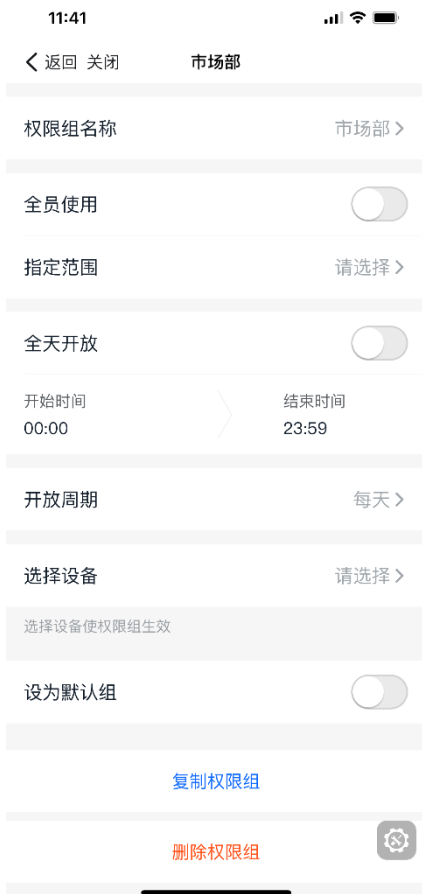 11:41
返回 关闭 市场部
权限组名称 市场部
全员使用
指定范围 请选择
全天开放
开始时间 结束时间
00:00 23:59
开放周期 每天
选择设备 请选择
选择设备使权限组生效
设为默认组
复制权限组
删除权限组